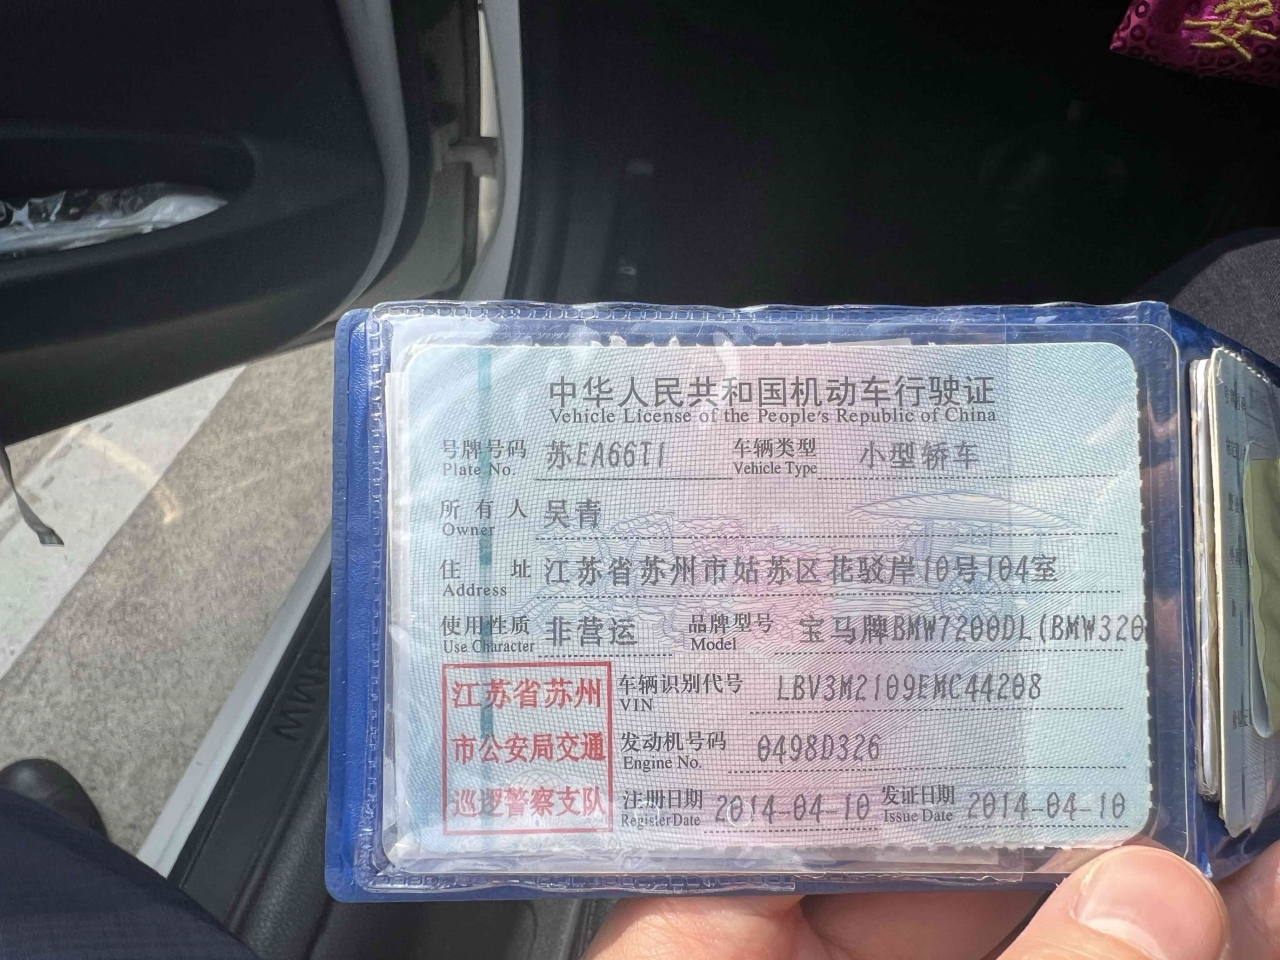 中华人民共和国机动车行驶证
Vehicle License of the People's Republic of China
号牌号码 苏EA66T1 车辆类型 小型轿车
Plate No. Vehicle Type
所有人 吴青
Owner
住址 江苏省苏州市姑苏区花驳岸10号104室
Address
使用性质 非营运 品牌型号 宝马牌BMW7200DL(BMW320
Use Character Model
江苏省苏州
市公安局交通
巡逻警察支队
车辆识别代号 LBV3M2109EMC44208
VIN
发动机号码 0498D326
Engine No.
注册日期 2014-04-10 发证日期 2014-04-10
Register Date Issue Date
BMW